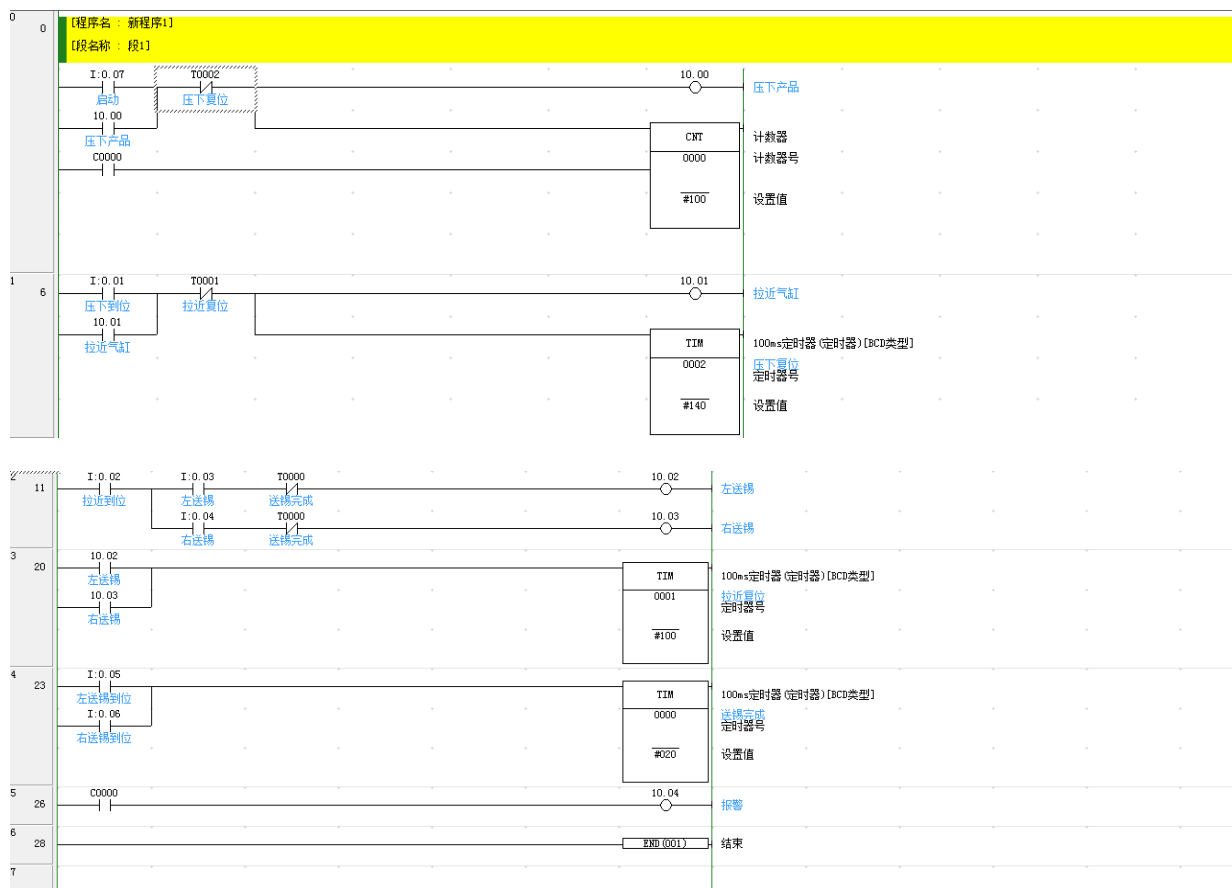 0
0
[程序名 : 新程序1]
[段名称 : 段1]
I:0.07 T0002 10.00
启动 压下复位 压下产品
10.00
压下产品
CNT 计数器
C0000
0000 计数器号
#100 设置值
1
6
I:0.01 T0001 10.01
压下到位 拉近复位 拉近气缸
10.01
拉近气缸
TIM 100ms定时器(定时器)[BCD类型]
0002 压下复位
定时器号
#140 设置值
2
11
I:0.02 I:0.03 T0000 10.02
拉近到位 左送锡 送锡完成 左送锡
I:0.04 T0000 10.03
右送锡 送锡完成 右送锡
3
20
10.02
左送锡
TIM 100ms定时器(定时器)[BCD类型]
10.03
右送锡
0001 拉近复位
定时器号
#100 设置值
4
23
I:0.05
左送锡到位
TIM 100ms定时器(定时器)[BCD类型]
I:0.06
右送锡到位
0000 送锡完成
定时器号
#020 设置值
5
26
C0000 10.04
报警
6
28
END(001) 结束
7